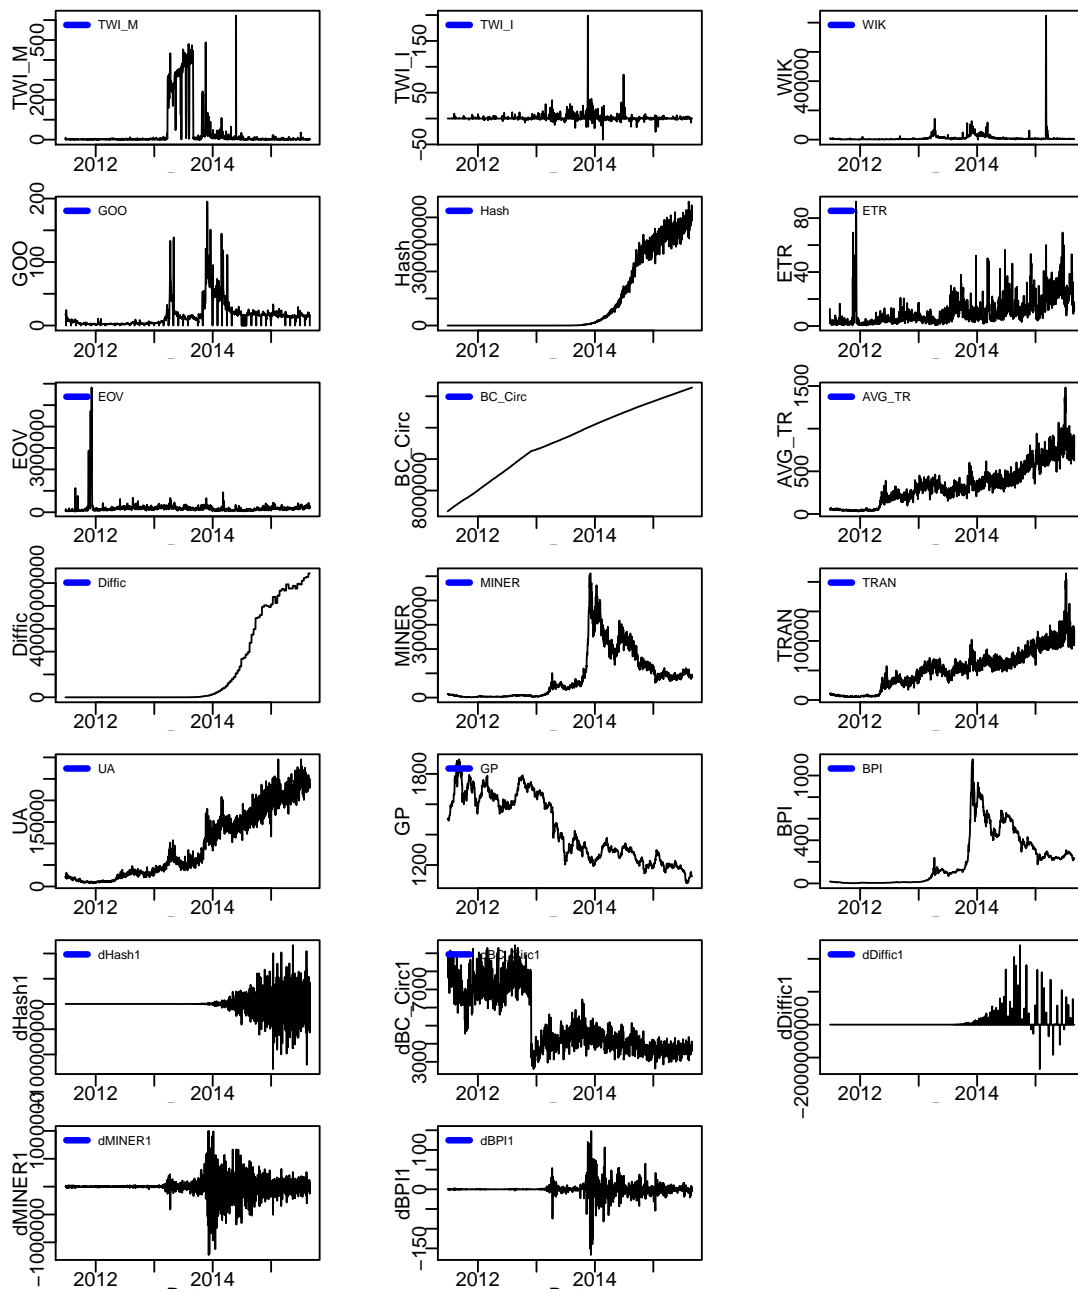 TWI_M
TWI_M
0 200 500
2012 2014
TWI_I
TWI_I
−50 50 150
2012 2014
WIK
WIK
0 400000
2012 2014
GOO
GOO
0 100 200
2012 2014
Hash
Hash
0
2012 2014
ETR
ETR
0 40 80
2012 2014
EOV
EOV
0 3000000
2012 2014
BC_Circ
BC_Circ
8000000
2012 2014
AVG_TR
AVG_TR
0 500 1500
2012 2014
Diffic
Diffic
0
2012 2014
MINER
MINER
0 3000000
2012 2014
TRAN
TRAN
0 100000
2012 2014
UA
UA
0 150000
2012 2014
GP
GP
1200 1800
2012 2014
BPI
BPI
0 400 1000
2012 2014
dHash1
dHash1
2012 2014
dBC_Circ1
dBC_Circ1
3000 7000
2012 2014
dDiffic1
dDiffic1
2012 2014
dMINER1
dMINER1
−1000000 1000000
2012 2014
dBPI1
dBPI1
−150 0 100
2012 2014